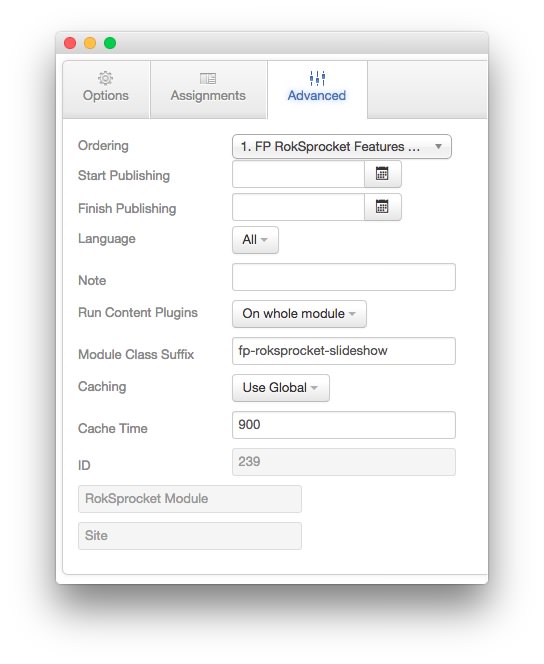 Options Assignments Advanced
Ordering 1. FP RokSprocket Features ...
Start Publishing
Finish Publishing
Language All
Note
Run Content Plugins On whole module
Module Class Suffix fp-roksprocket-slideshow
Caching Use Global
Cache Time 900
ID 239
RokSprocket Module
Site